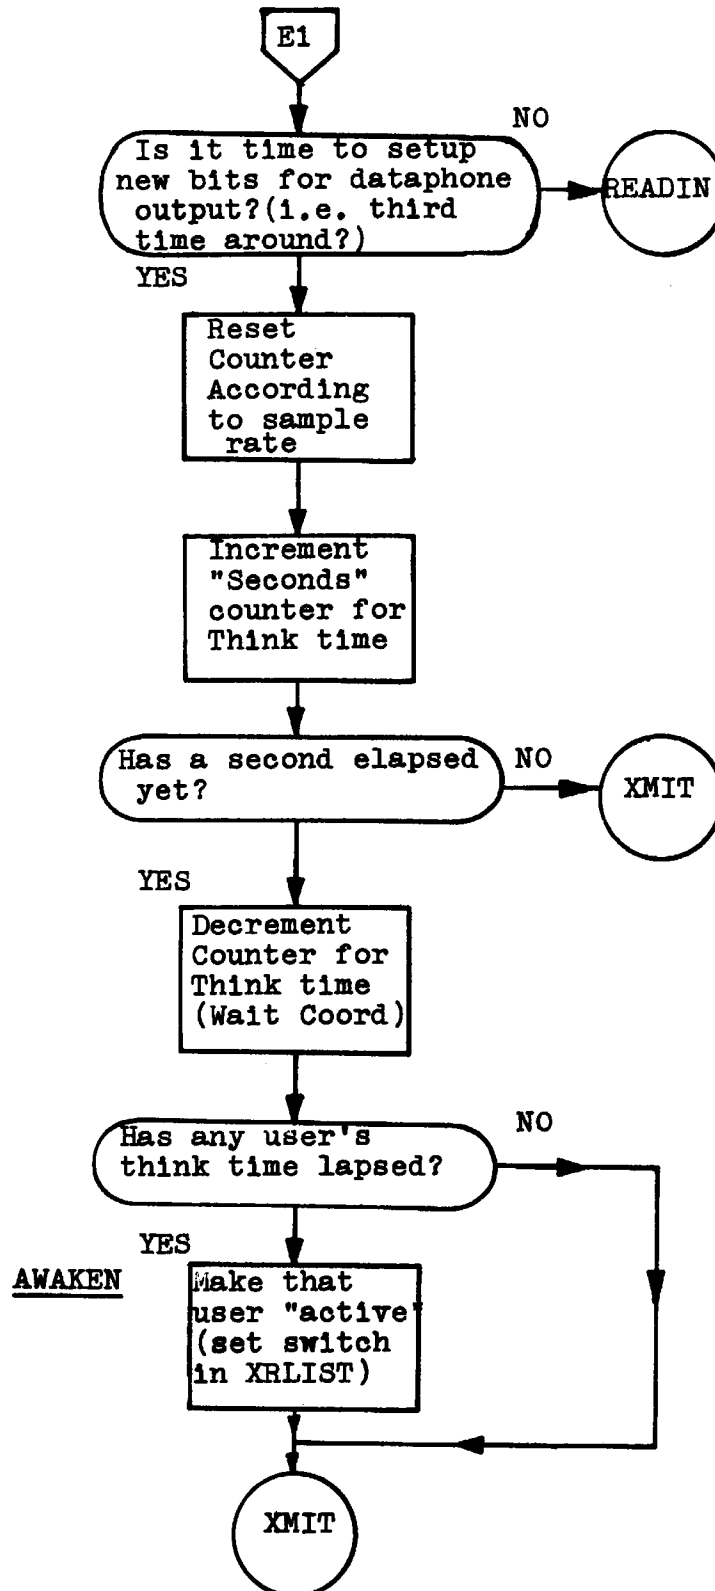 E1
NO
Is it time to setup
new bits for dataphone
output?(i.e. third
time around?)
READIN
YES
Reset
Counter
According
to sample
rate
Increment
"Seconds"
counter for
Think time
Has a second elapsed
yet?
NO
XMIT
YES
Decrement
Counter for
Think time
(Wait Coord)
Has any user's
think time lapsed?
NO
YES
AWAKEN
Make that
user "active"
(set switch
in XRLIST)
XMIT